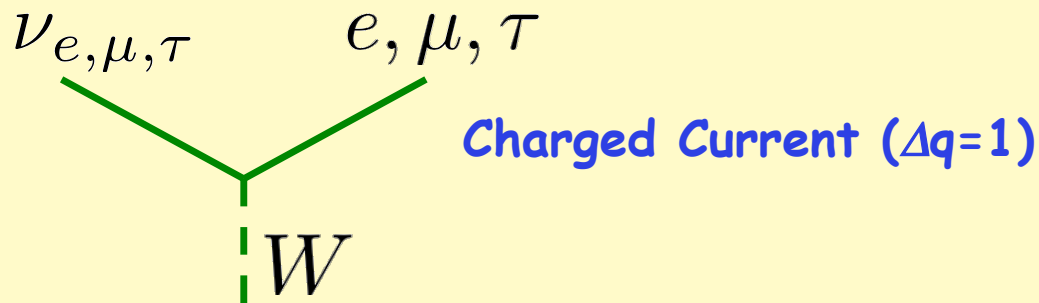 ν_{e,μ,τ} e, μ, τ
Charged Current (Δq=1)
W